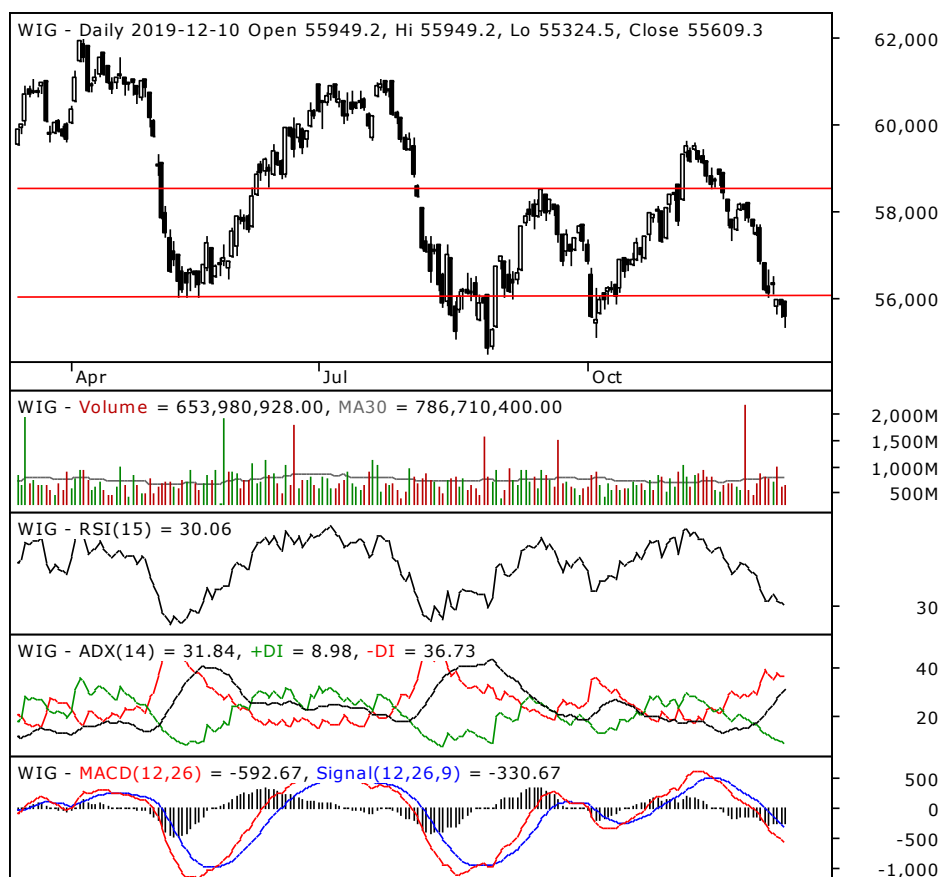 WIG - Daily 2019-12-10 Open 55949.2, Hi 55949.2, Lo 55324.5, Close 55609.3
62,000
60,000
58,000
56,000
Apr Jul Oct
WIG - Volume = 653,980,928.00, MA30 = 786,710,400.00
2,000M
1,500M
1,000M
500M
WIG - RSI(15) = 30.06
30
WIG - ADX(14) = 31.84, +DI = 8.98, -DI = 36.73
40
20
WIG - MACD(12,26) = -592.67, Signal(12,26,9) = -330.67
500
0
-500
-1,000